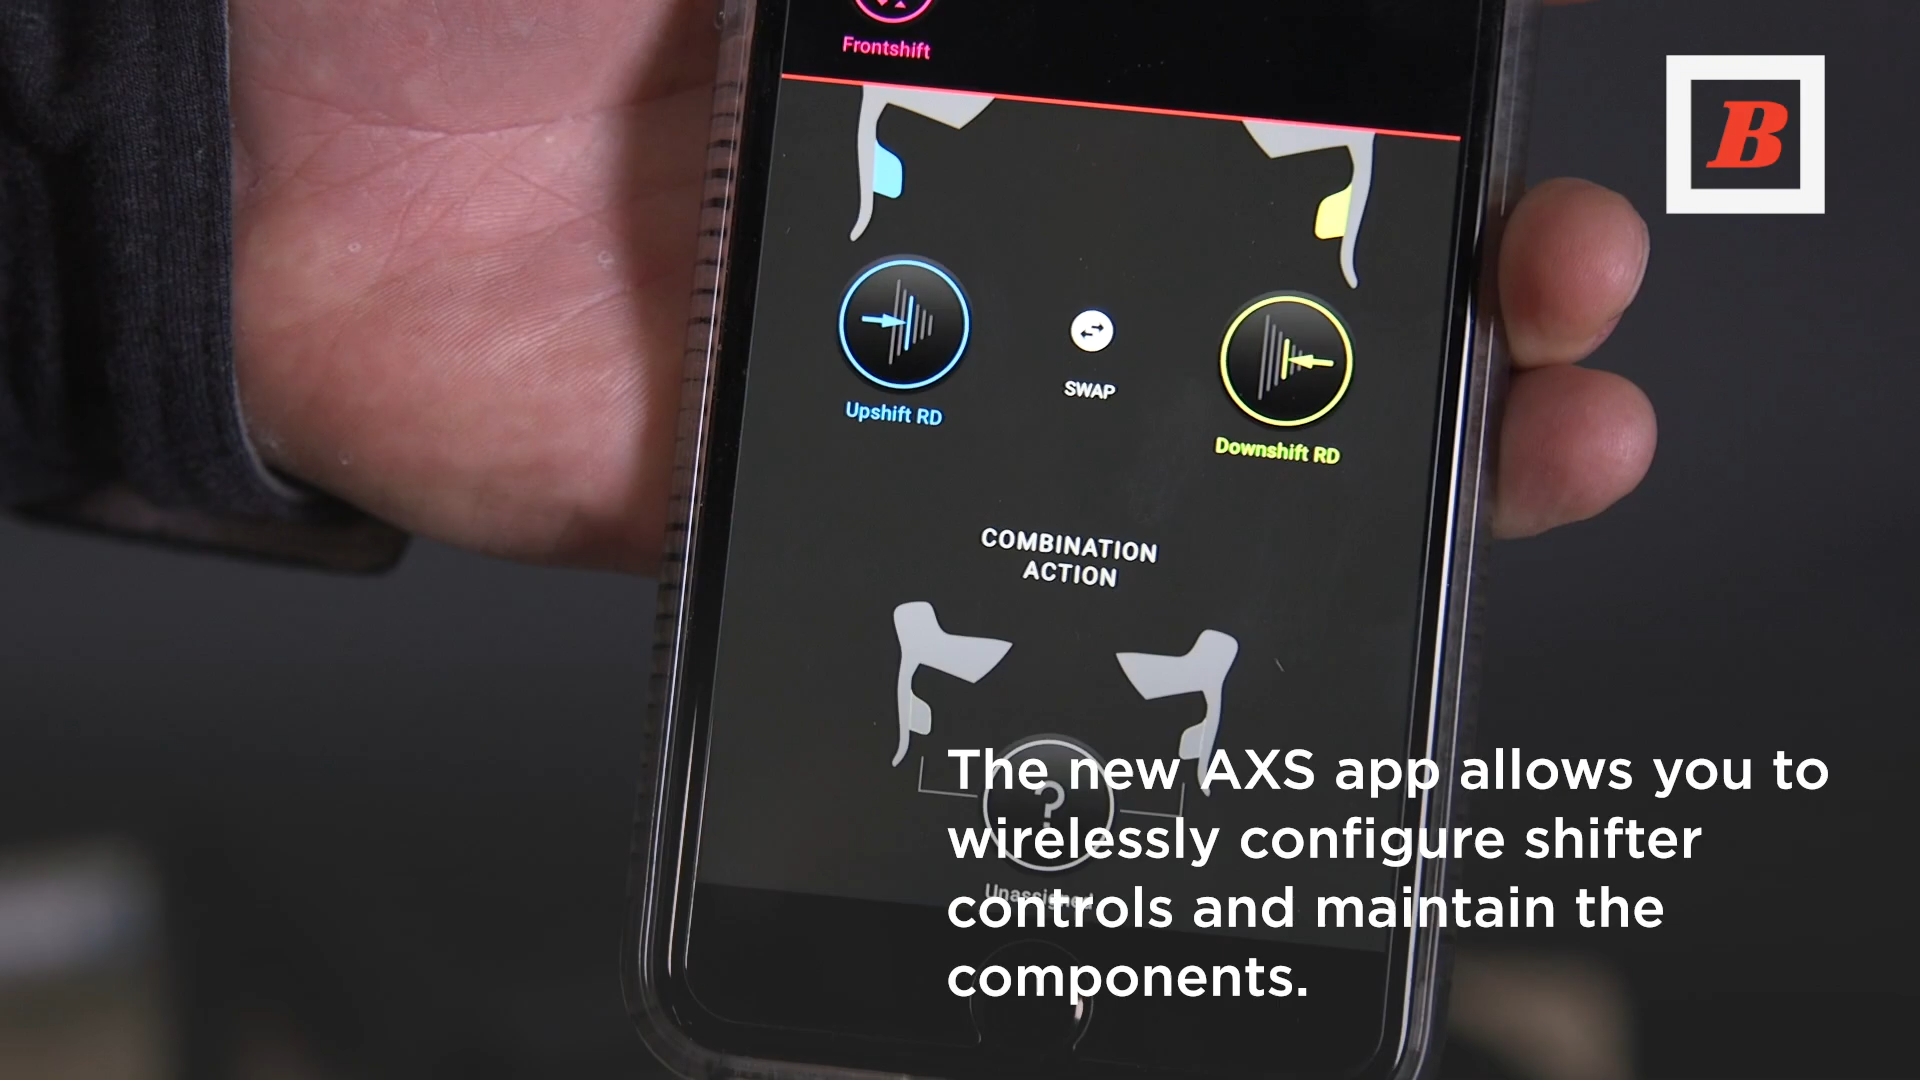 Frontshift
B
Upshift RD
SWAP
Downshift RD
COMBINATION
ACTION
?
Unassigned
The new AXS app allows you to
wirelessly configure shifter
controls and maintain the
components.